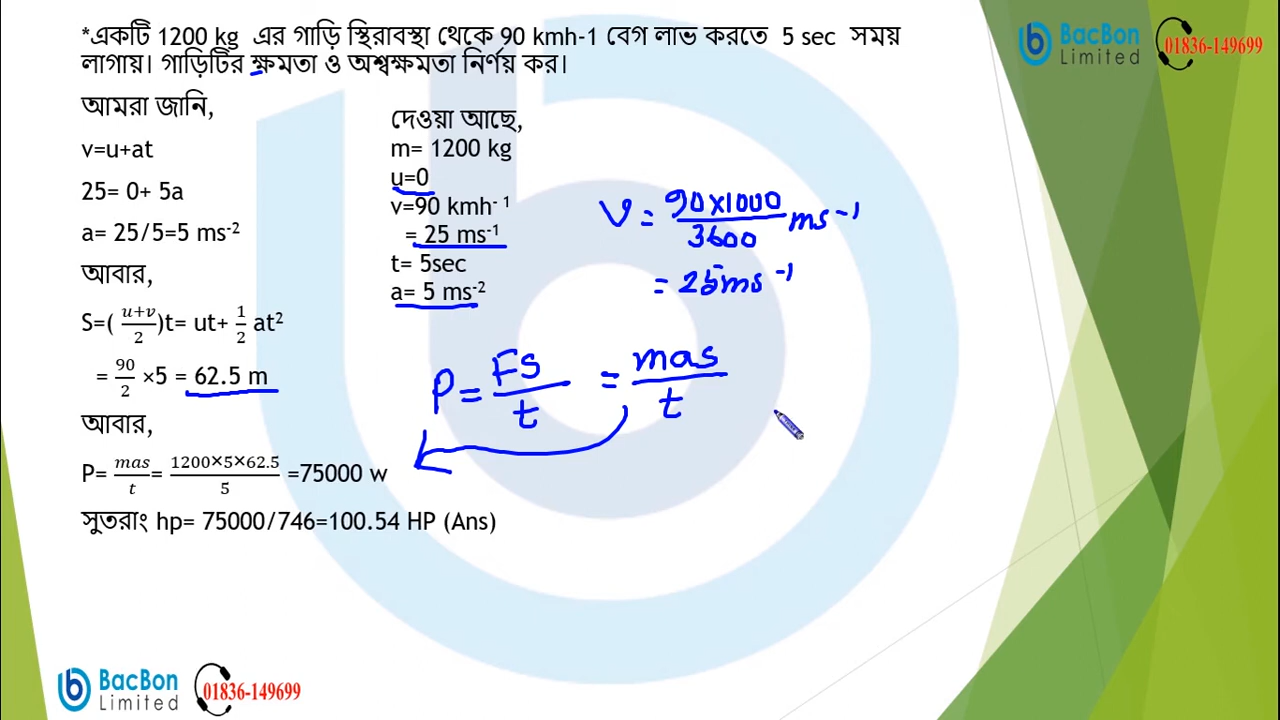 *একটি 1200 kg এর গাড়ি স্থিরাবস্থা থেকে 90 kmh-1 বেগ লাভ করতে 5 sec সময়
লাগায়। গাড়িটির ক্ষমতা ও অশ্বক্ষমতা নির্ণয় কর।
BacBon
Limited
01836-149699
আমরা জানি,
v=u+at
25= 0+ 5a
a= 25/5=5 ms-2
আবার,
S=( u+v/2 )t= ut+ 1/2 at2
= 90/2 ×5 = 62.5 m
আবার,
P= mas/t = 1200×5×62.5/5 =75000 w
সুতরাং hp= 75000/746=100.54 HP (Ans)
দেওয়া আছে,
m= 1200 kg
u=0
v=90 kmh-1
= 25 ms-1
t= 5sec
a= 5 ms-2
v = 90×1000/3600 ms-1
= 25ms-1
P = Fs/t = mas/t
BacBon
Limited
01836-149699